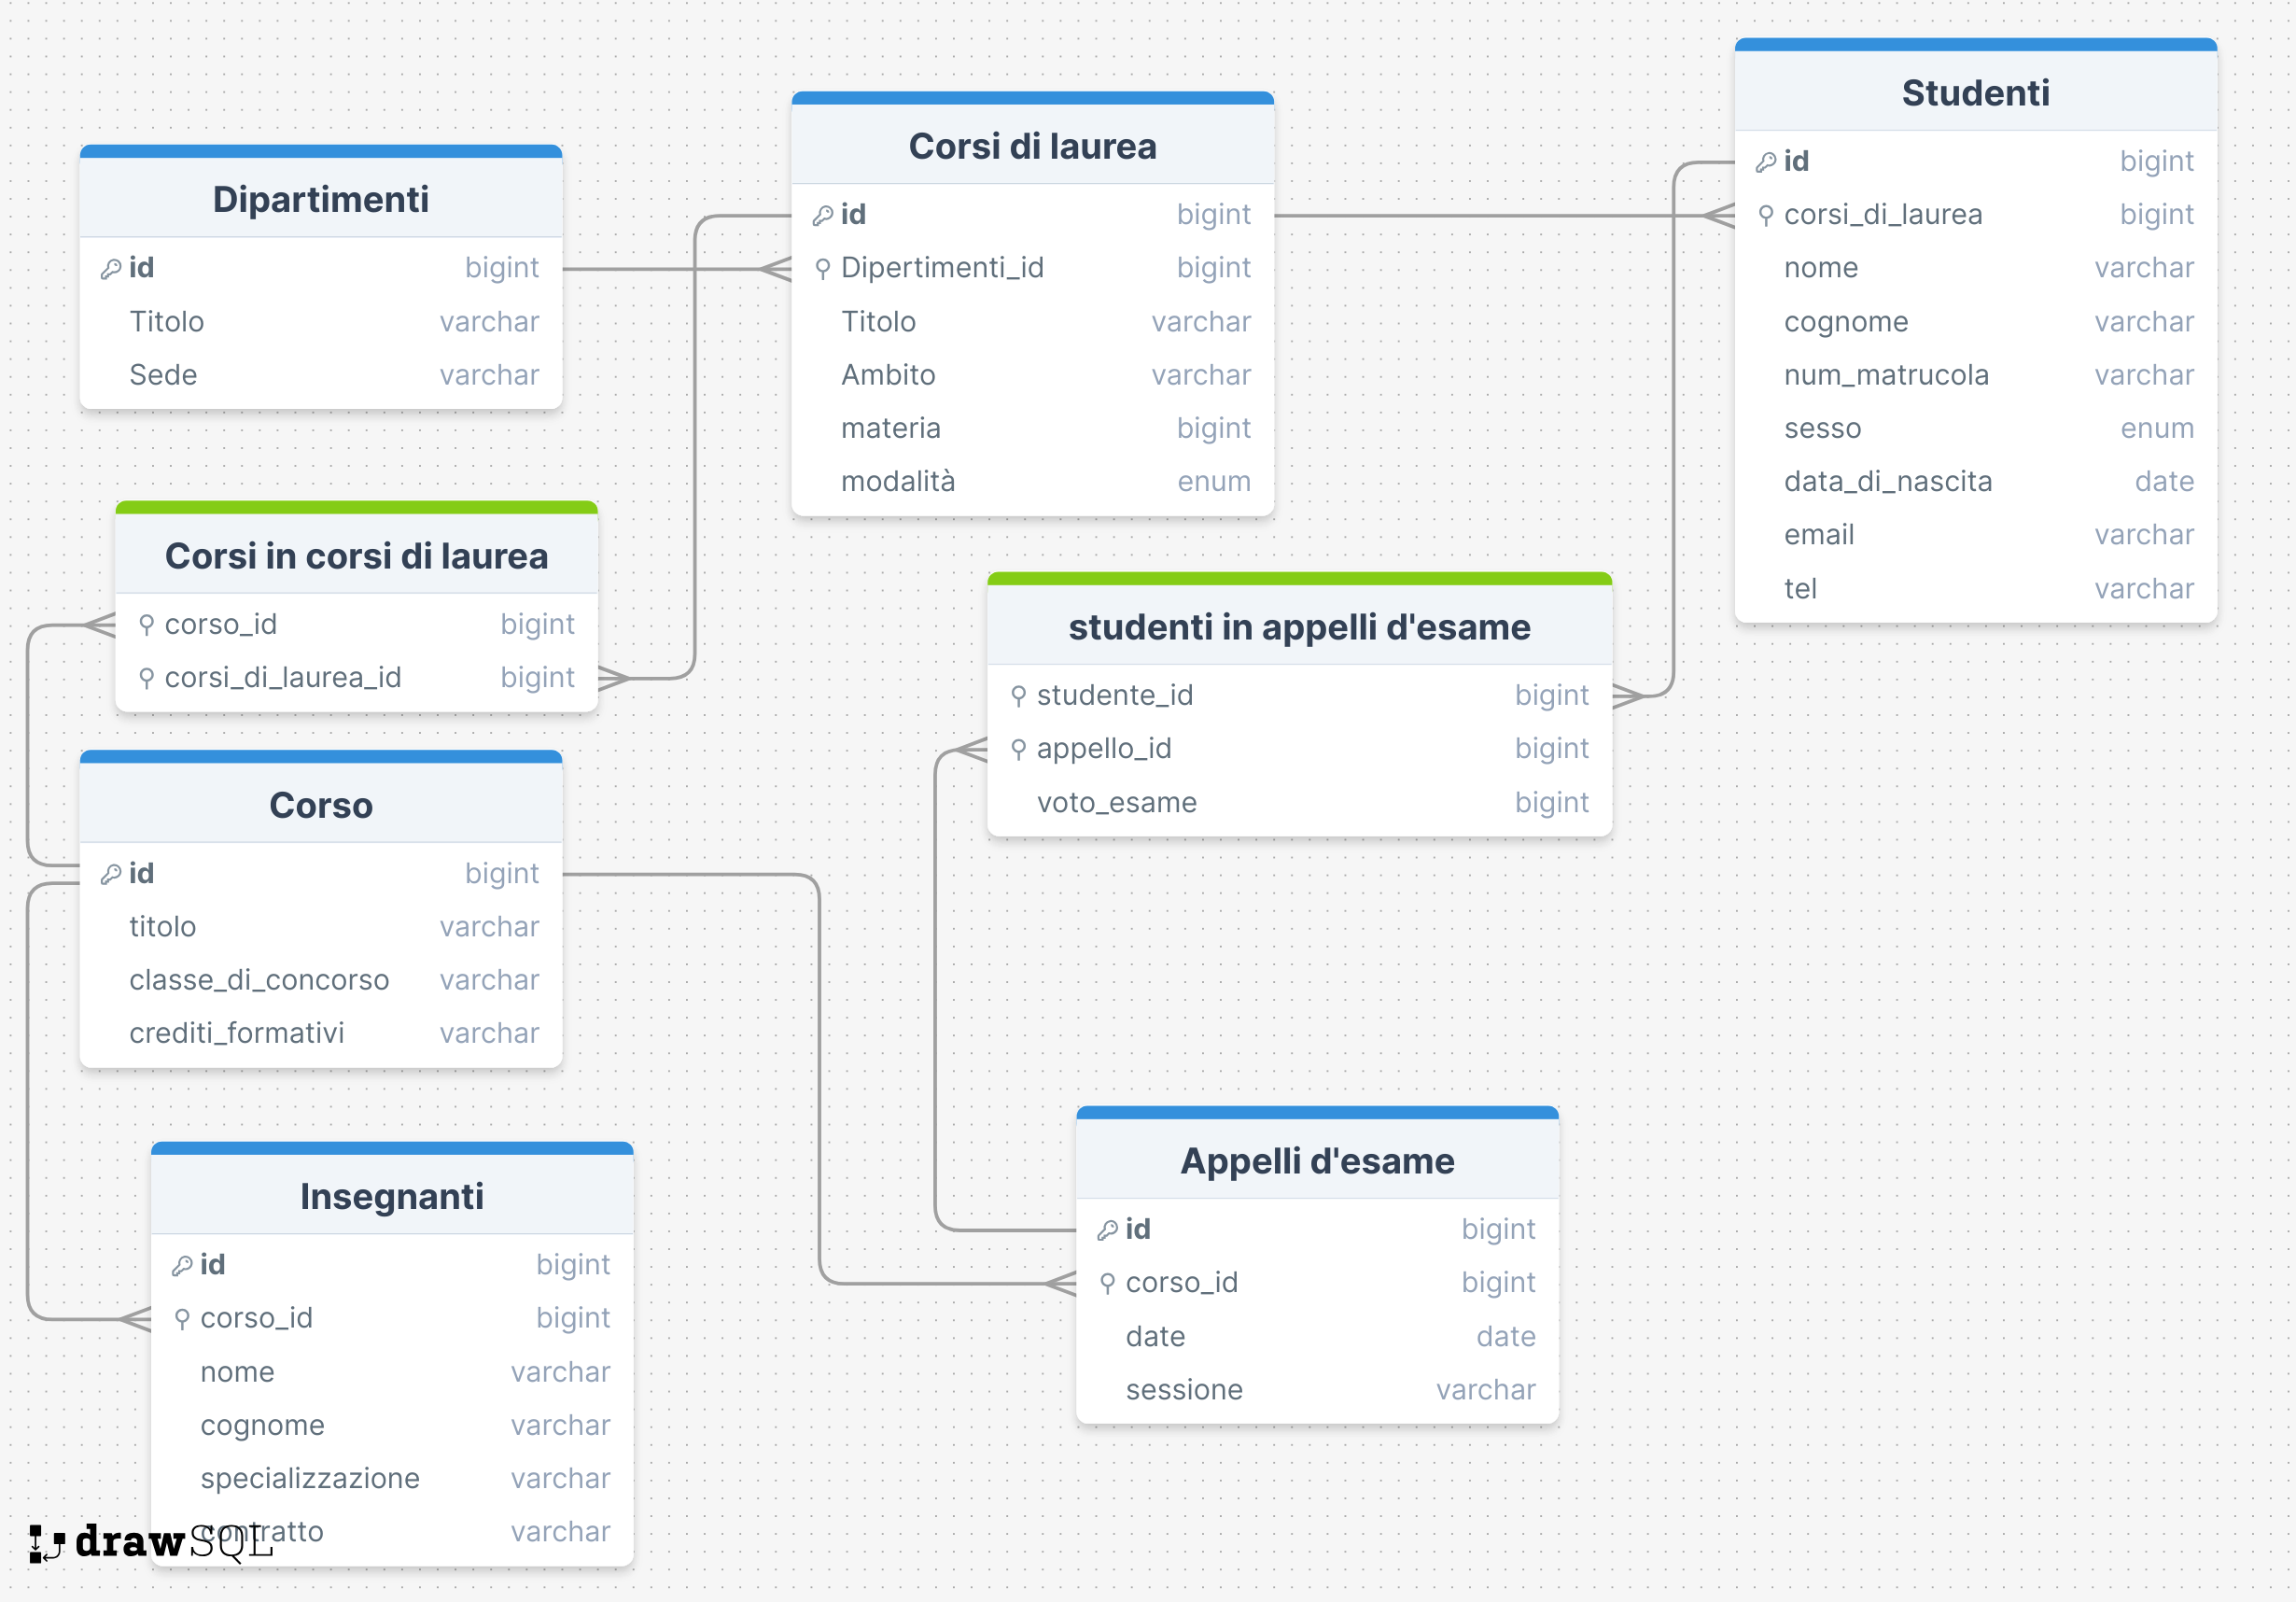 Dipartimenti
id bigint
Titolo varchar
Sede varchar
Corsi di laurea
id bigint
Dipertimenti_id bigint
Titolo varchar
Ambito varchar
materia bigint
modalità enum
Studenti
id bigint
corsi_di_laurea bigint
nome varchar
cognome varchar
num_matrucola varchar
sesso enum
data_di_nascita date
email varchar
tel varchar
Corsi in corsi di laurea
corso_id bigint
corsi_di_laurea_id bigint
studenti in appelli d'esame
studente_id bigint
appello_id bigint
voto_esame bigint
Corso
id bigint
titolo varchar
classe_di_concorso varchar
crediti_formativi varchar
Insegnanti
id bigint
corso_id bigint
nome varchar
cognome varchar
specializzazione varchar
contratto varchar
Appelli d'esame
id bigint
corso_id bigint
date date
sessione varchar
drawSQL